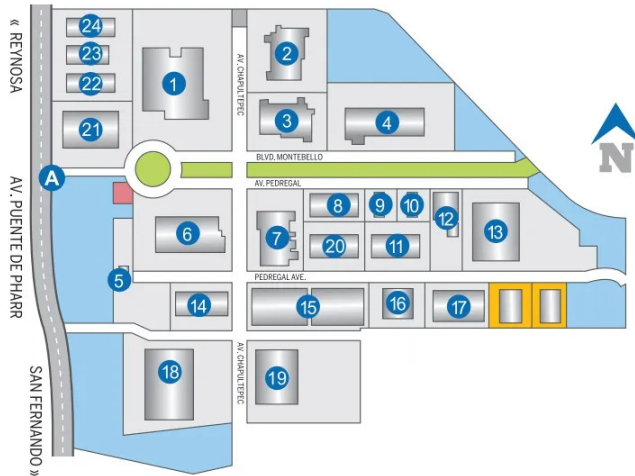 « REYNOSA
AV. PUENTE DE PHARR
SAN FERNANDO »
A
24
23
22
21
1
AV. CHAPULTEPEC
2
3
4
BLVD. MONTEBELLO
AV. PEDREGAL
N
5
6
7
8
9
10
12
13
20
11
PEDREGAL AVE.
14
15
16
17
18
AV. CHAPULTEPEC
19